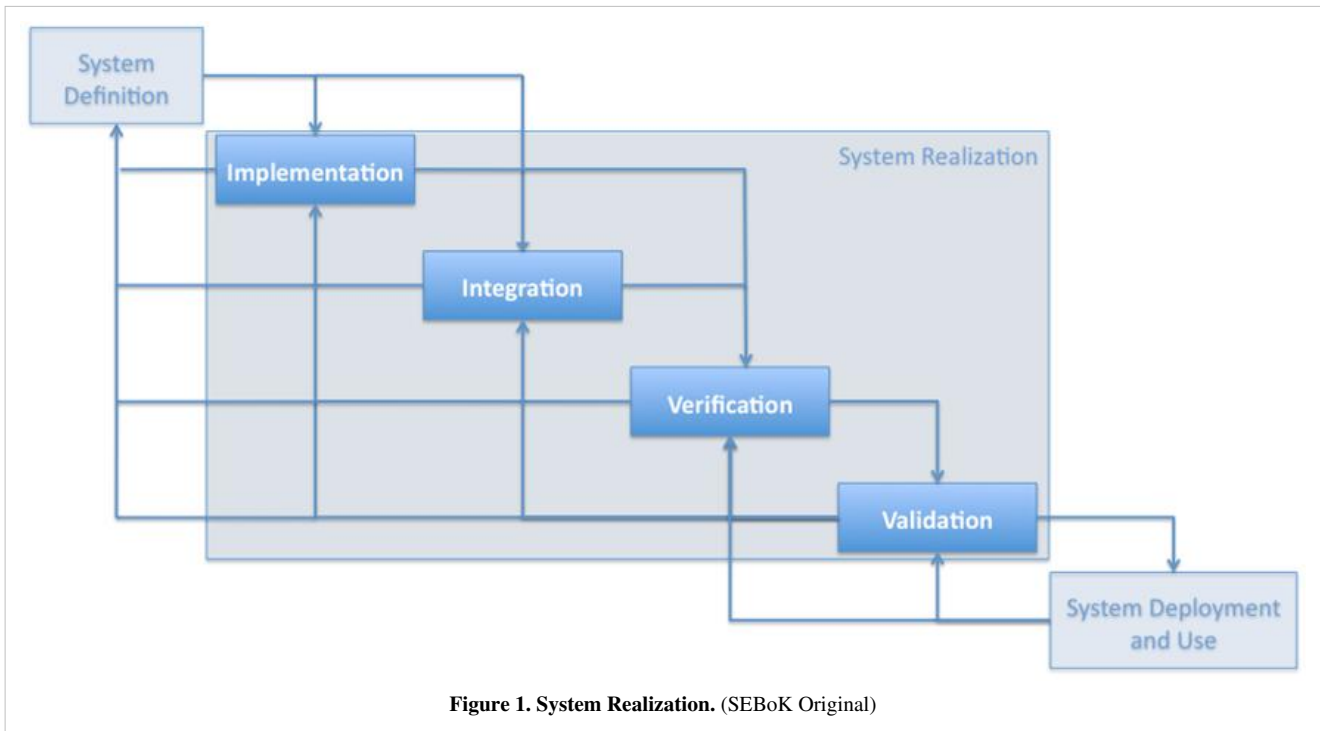 System
Definition
System Realization
Implementation
Integration
Verification
Validation
System Deployment
and Use
Figure 1. System Realization. (SEBoK Original)